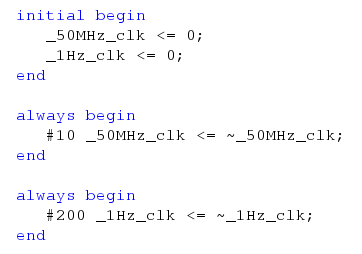 initial begin
_50MHz_clk <= 0;
_1Hz_clk <= 0;
end
always begin
#10 _50MHz_clk <= ~_50MHz_clk;
end
always begin
#200 _1Hz_clk <= ~_1Hz_clk;
end